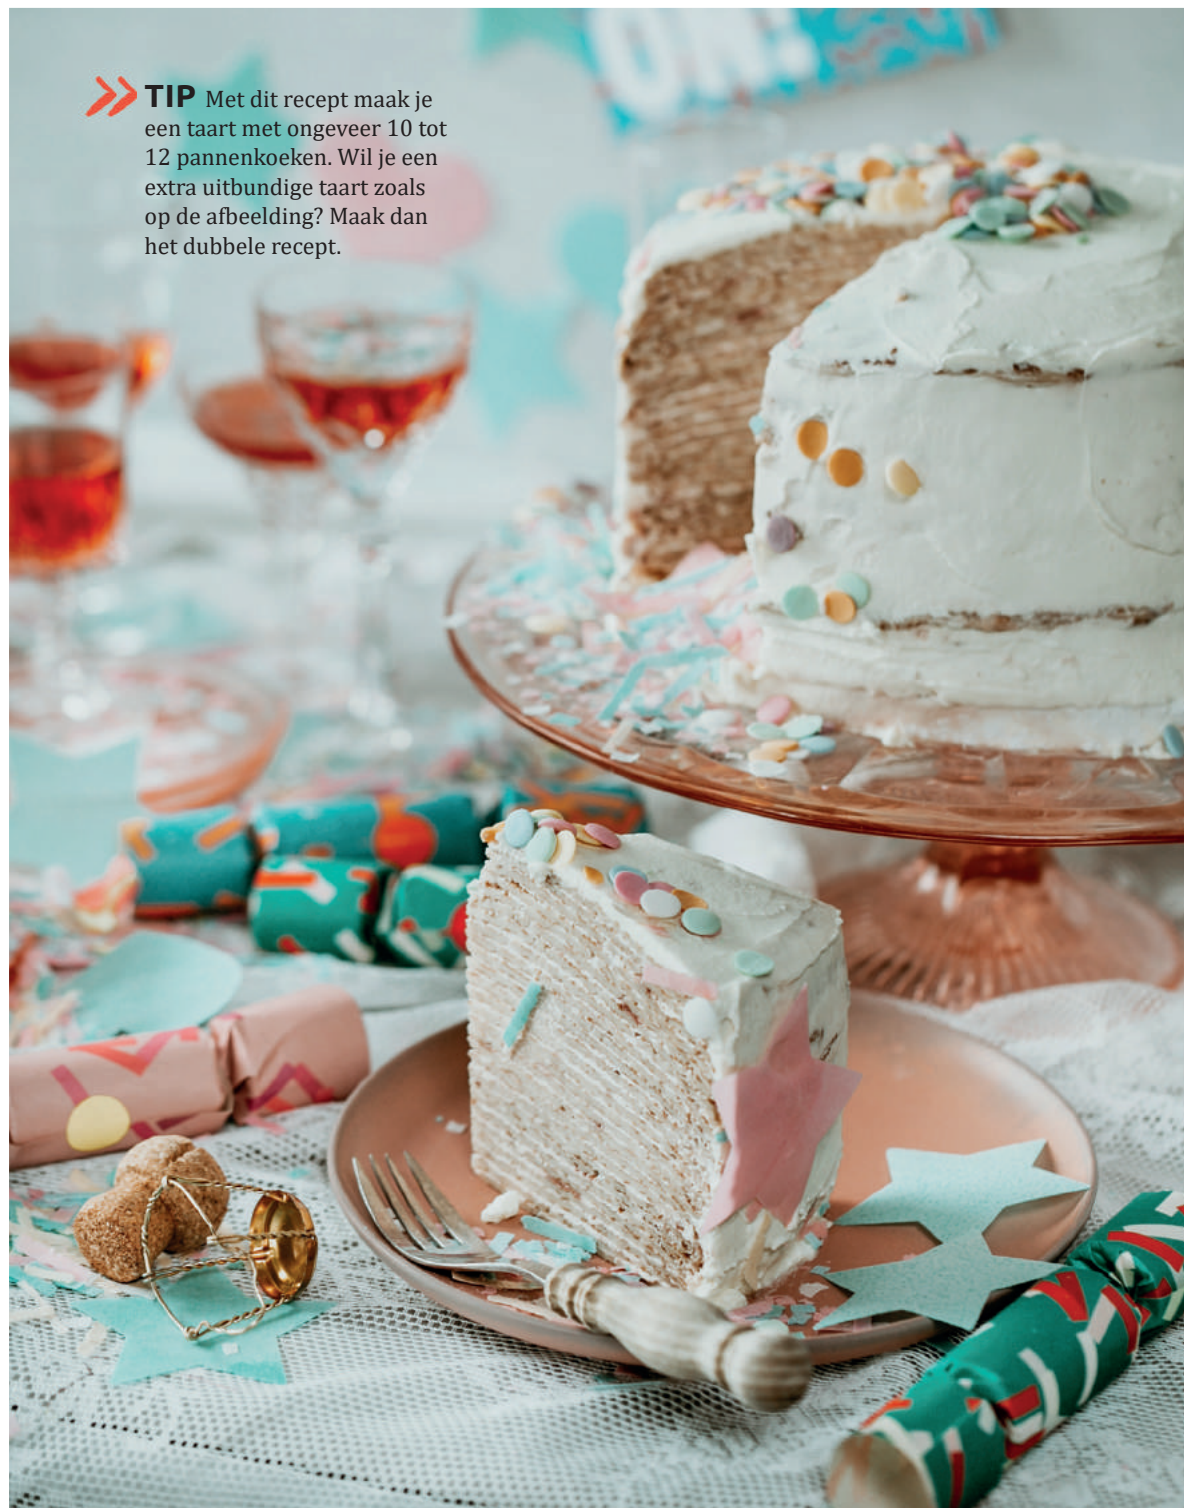 TIP Met dit recept maak je
een taart met ongeveer 10 tot
12 pannenkoeken. Wil je een
extra uitbundige taart zoals
op de afbeelding? Maak dan
het dubbele recept.